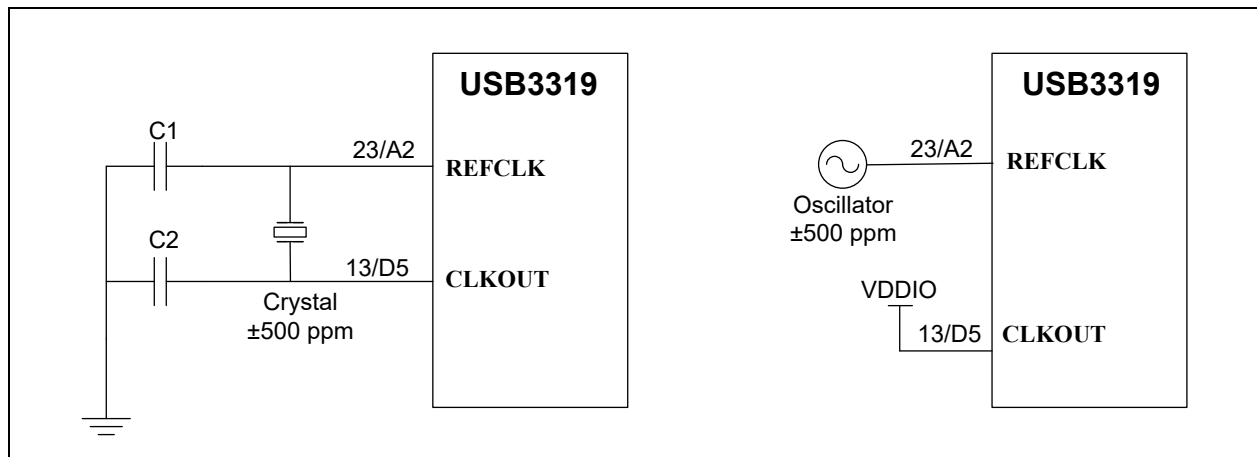 USB3319
C1
23/A2
REFCLK
C2
13/D5
CLKOUT
Crystal
±500 ppm
USB3319
23/A2
REFCLK
Oscillator
±500 ppm
VDDIO
13/D5
CLKOUT